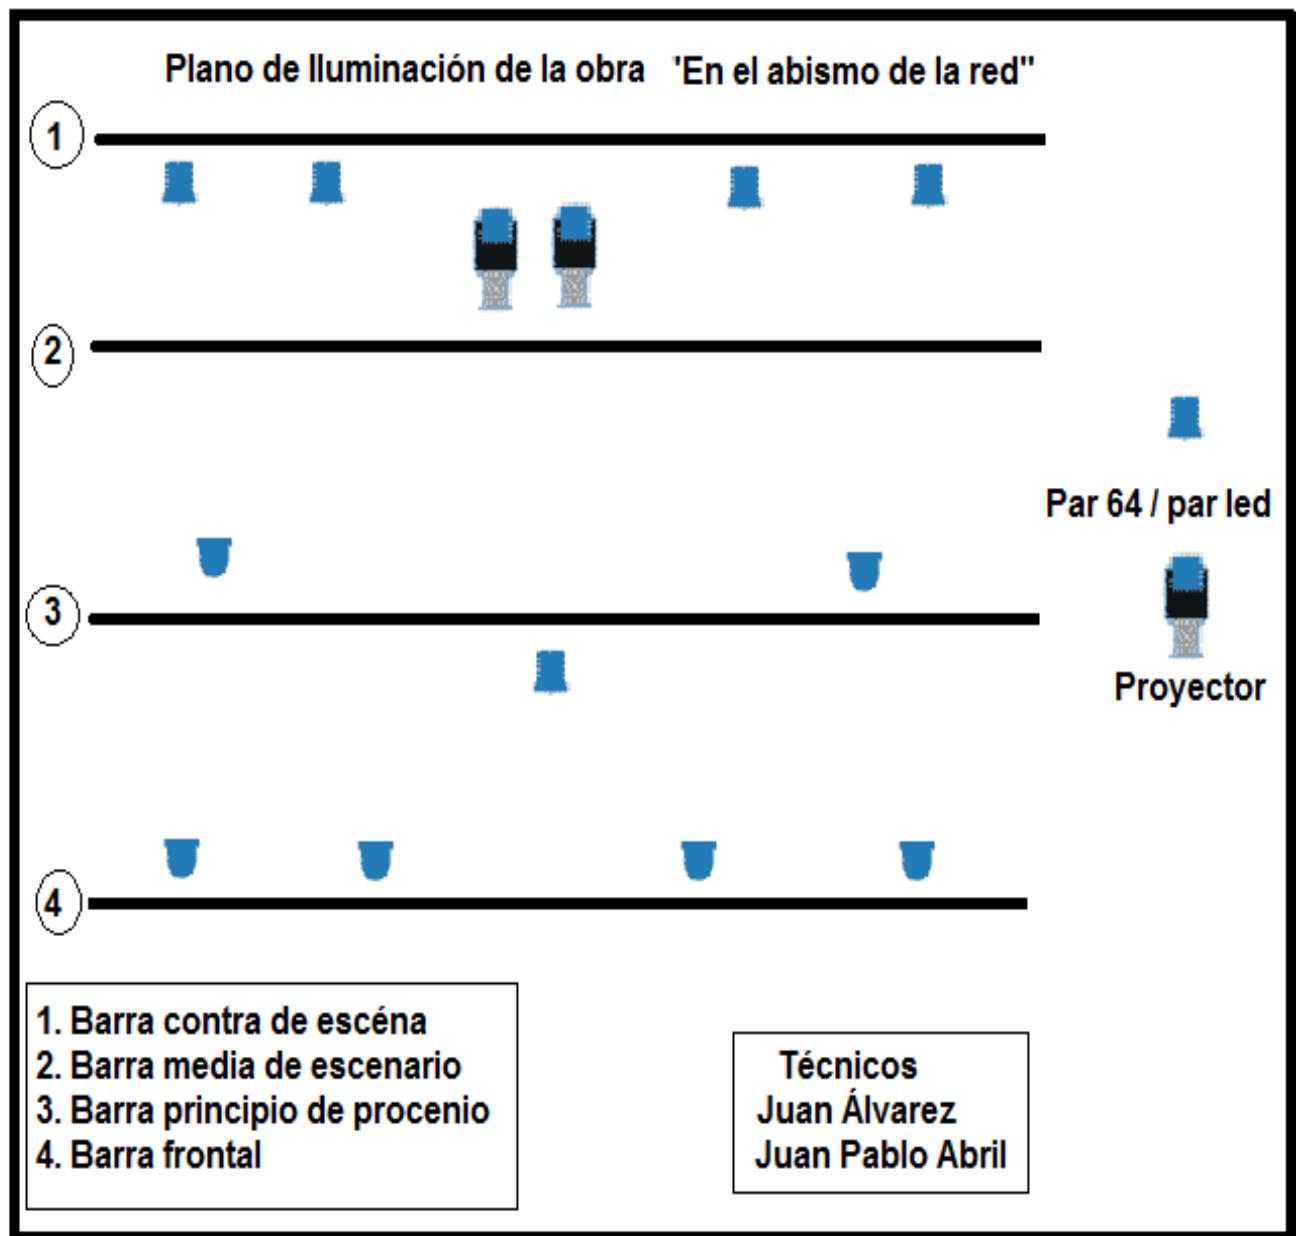 Plano de Iluminación de la obra 'En el abismo de la red"
1
2
3
4
Par 64 / par led
Proyector
1. Barra contra de escéna
2. Barra media de escenario
3. Barra principio de procenio
4. Barra frontal
Técnicos
Juan Álvarez
Juan Pablo Abril